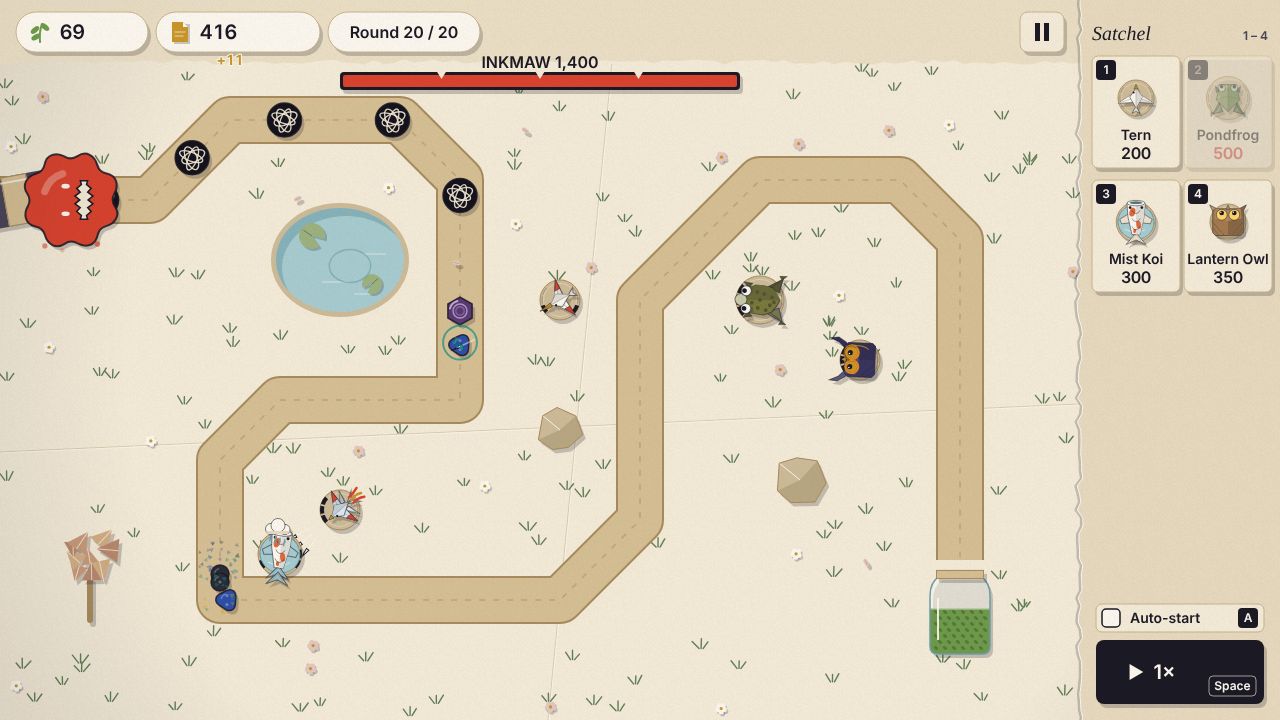 69
416
Round 20 / 20
+11
INKMAW 1,400
Satchel
1–4
1
Tern
200
2
Pondfrog
500
3
Mist Koi
300
4
Lantern Owl
350
Auto-start
A
1×
Space